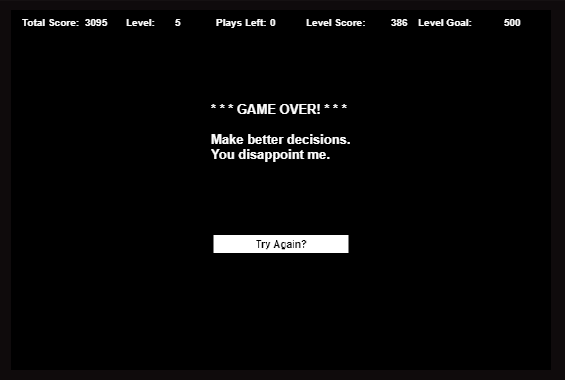 Total Score: 3095 Level: 5 Plays Left: 0 Level Score: 386 Level Goal: 500
* * * GAME OVER! * * *
Make better decisions.
You disappoint me.
Try Again?